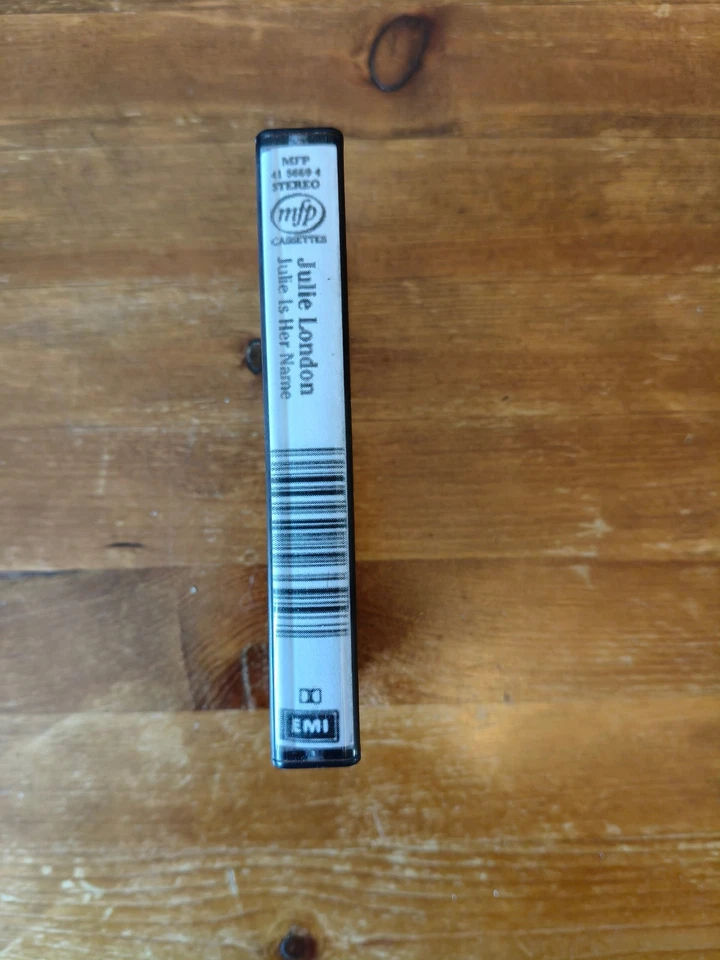 MFP
41 5669 4
STEREO
mfp
CASSETTES
Julie London
Julie Is Her Name
EMI